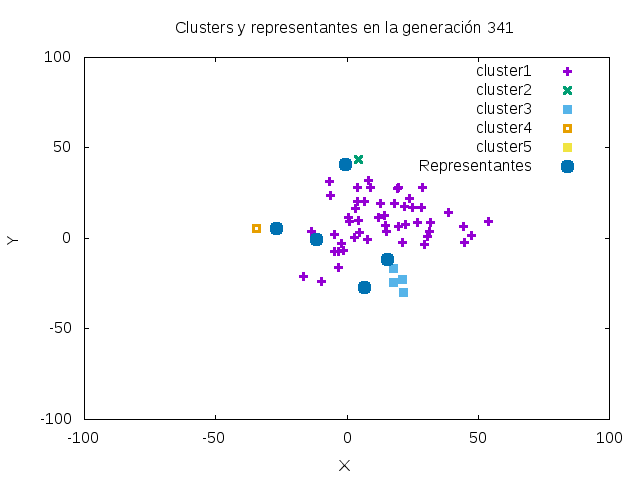 Clusters y representantes en la generación 341
100
50
0
-50
-100
-100 -50 0 50 100
Y
X
cluster1
cluster2
cluster3
cluster4
cluster5
Representantes